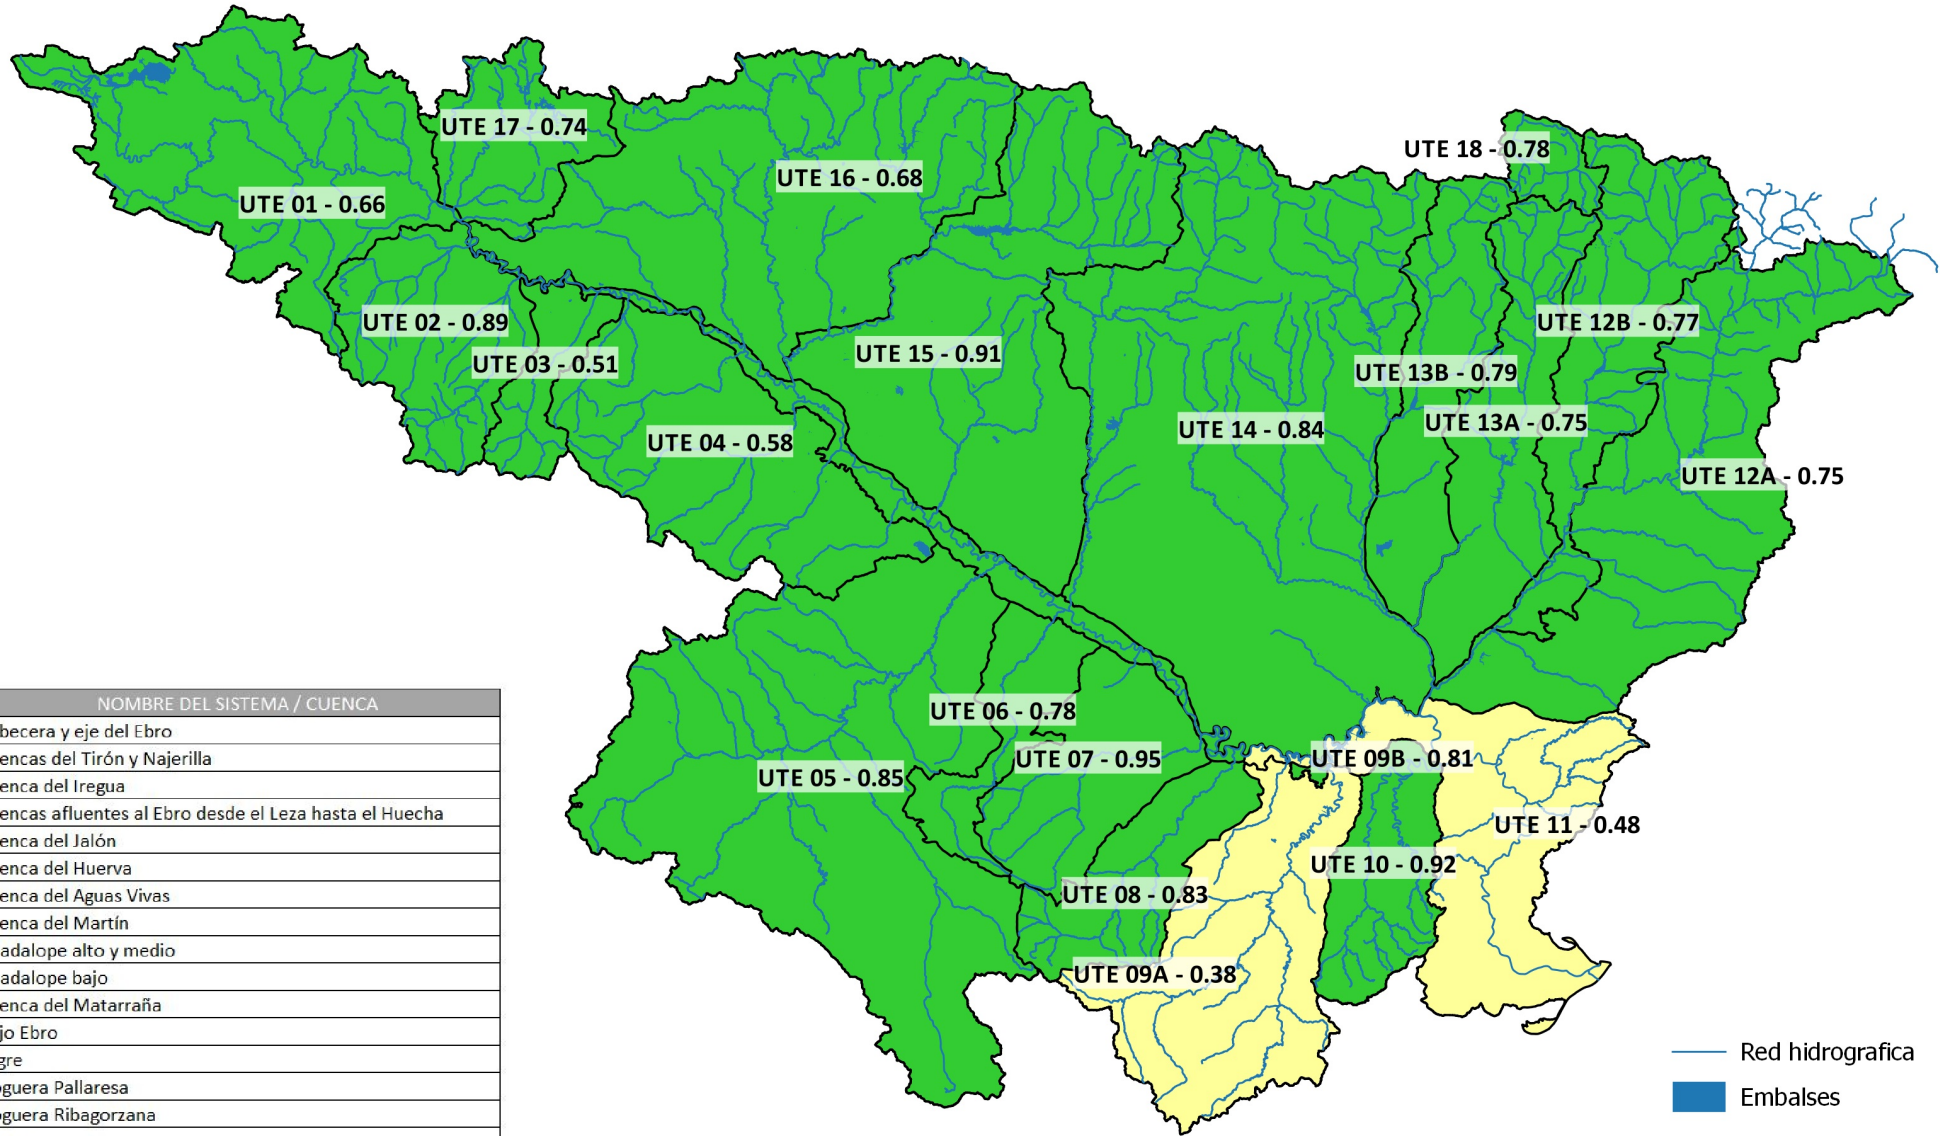 UTE 17 - 0.74
UTE 18 - 0.78
UTE 16 - 0.68
UTE 01 - 0.66
UTE 02 - 0.89
UTE 12B - 0.77
UTE 15 - 0.91
UTE 03 - 0.51
UTE 13B - 0.79
UTE 13A - 0.75
UTE 14 - 0.84
UTE 04 - 0.58
UTE 12A - 0.75
UTE 06 - 0.78
UTE 07 - 0.95
UTE 09B - 0.81
UTE 05 - 0.85
UTE 11 - 0.48
UTE 10 - 0.92
UTE 08 - 0.83
UTE 09A - 0.38
NOMBRE DEL SISTEMA / CUENCA
becera y eje del Ebro
encas del Tirón y Najerilla
enca del Iregua
encas afluentes al Ebro desde el Leza hasta el Huecha
enca del Jalón
enca del Huerva
enca del Aguas Vivas
enca del Martín
adalope alto y medio
adalope bajo
enca del Matarraña
jo Ebro
gre
guera Pallaresa
guera Ribagorzana
Red hidrografica
Embalses